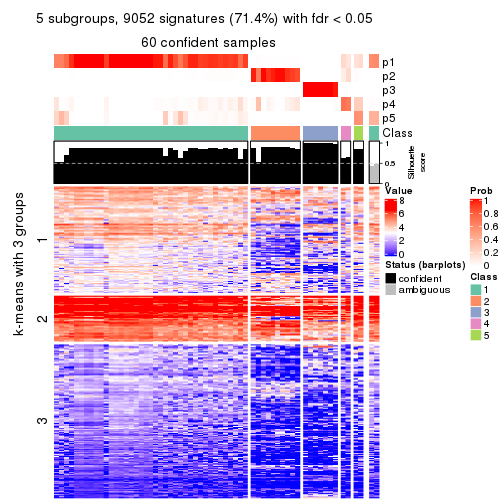 5 subgroups, 9052 signatures (71.4%) with fdr < 0.05
60 confident samples
p1
p2
p3
p4
p5
Class
1
0.5
0
Silhouette
score
k-means with 3 groups
1
2
3
Value
8
6
4
2
0
Status (barplots)
confident
ambiguous
Prob
1
0.8
0.6
0.4
0.2
0
Class
1
2
3
4
5